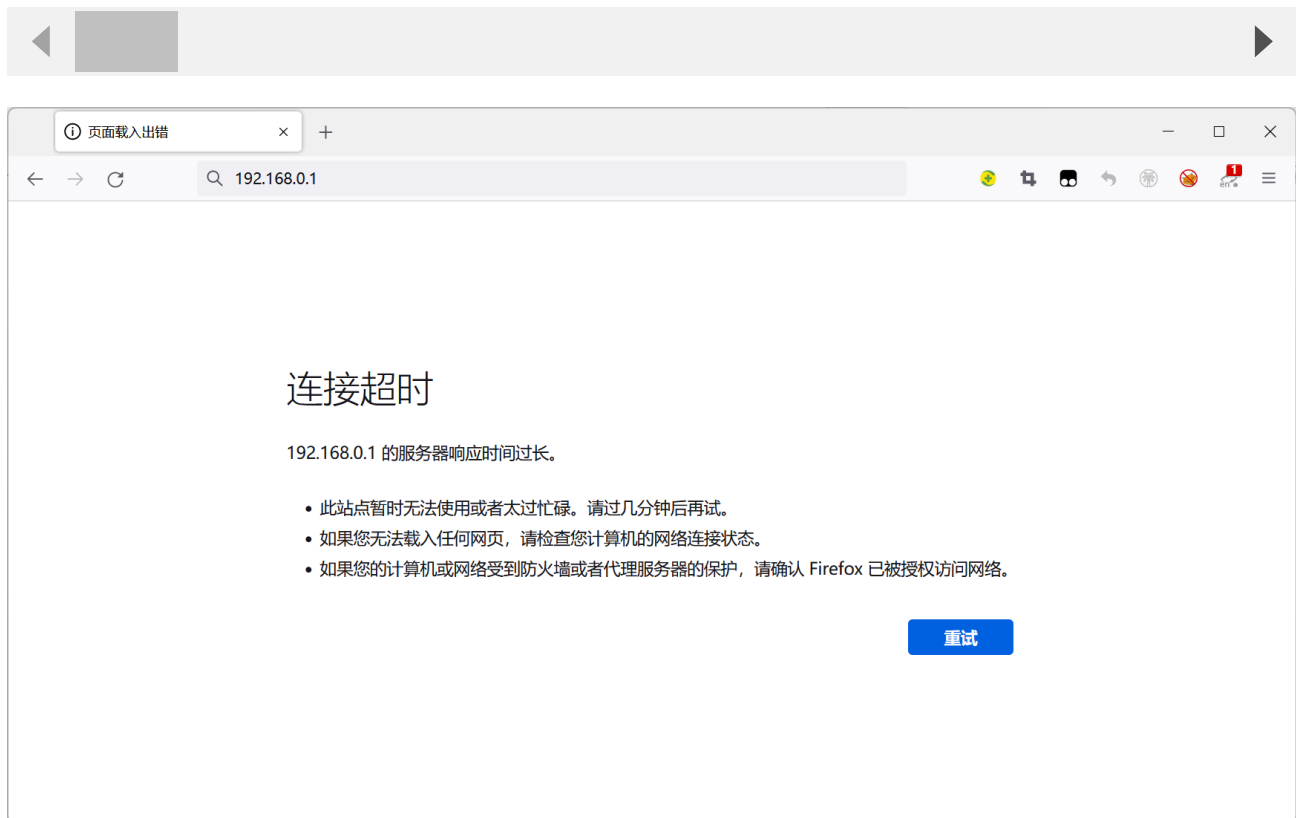 页面载入出错
192.168.0.1
1
en
连接超时
192.168.0.1 的服务器响应时间过长。
此站点暂时无法使用或者太过忙碌。请过几分钟后再试。
如果您无法载入任何网页，请检查您计算机的网络连接状态。
如果您的计算机或网络受到防火墙或者代理服务器的保护，请确认 Firefox 已被授权访问网络。
重试